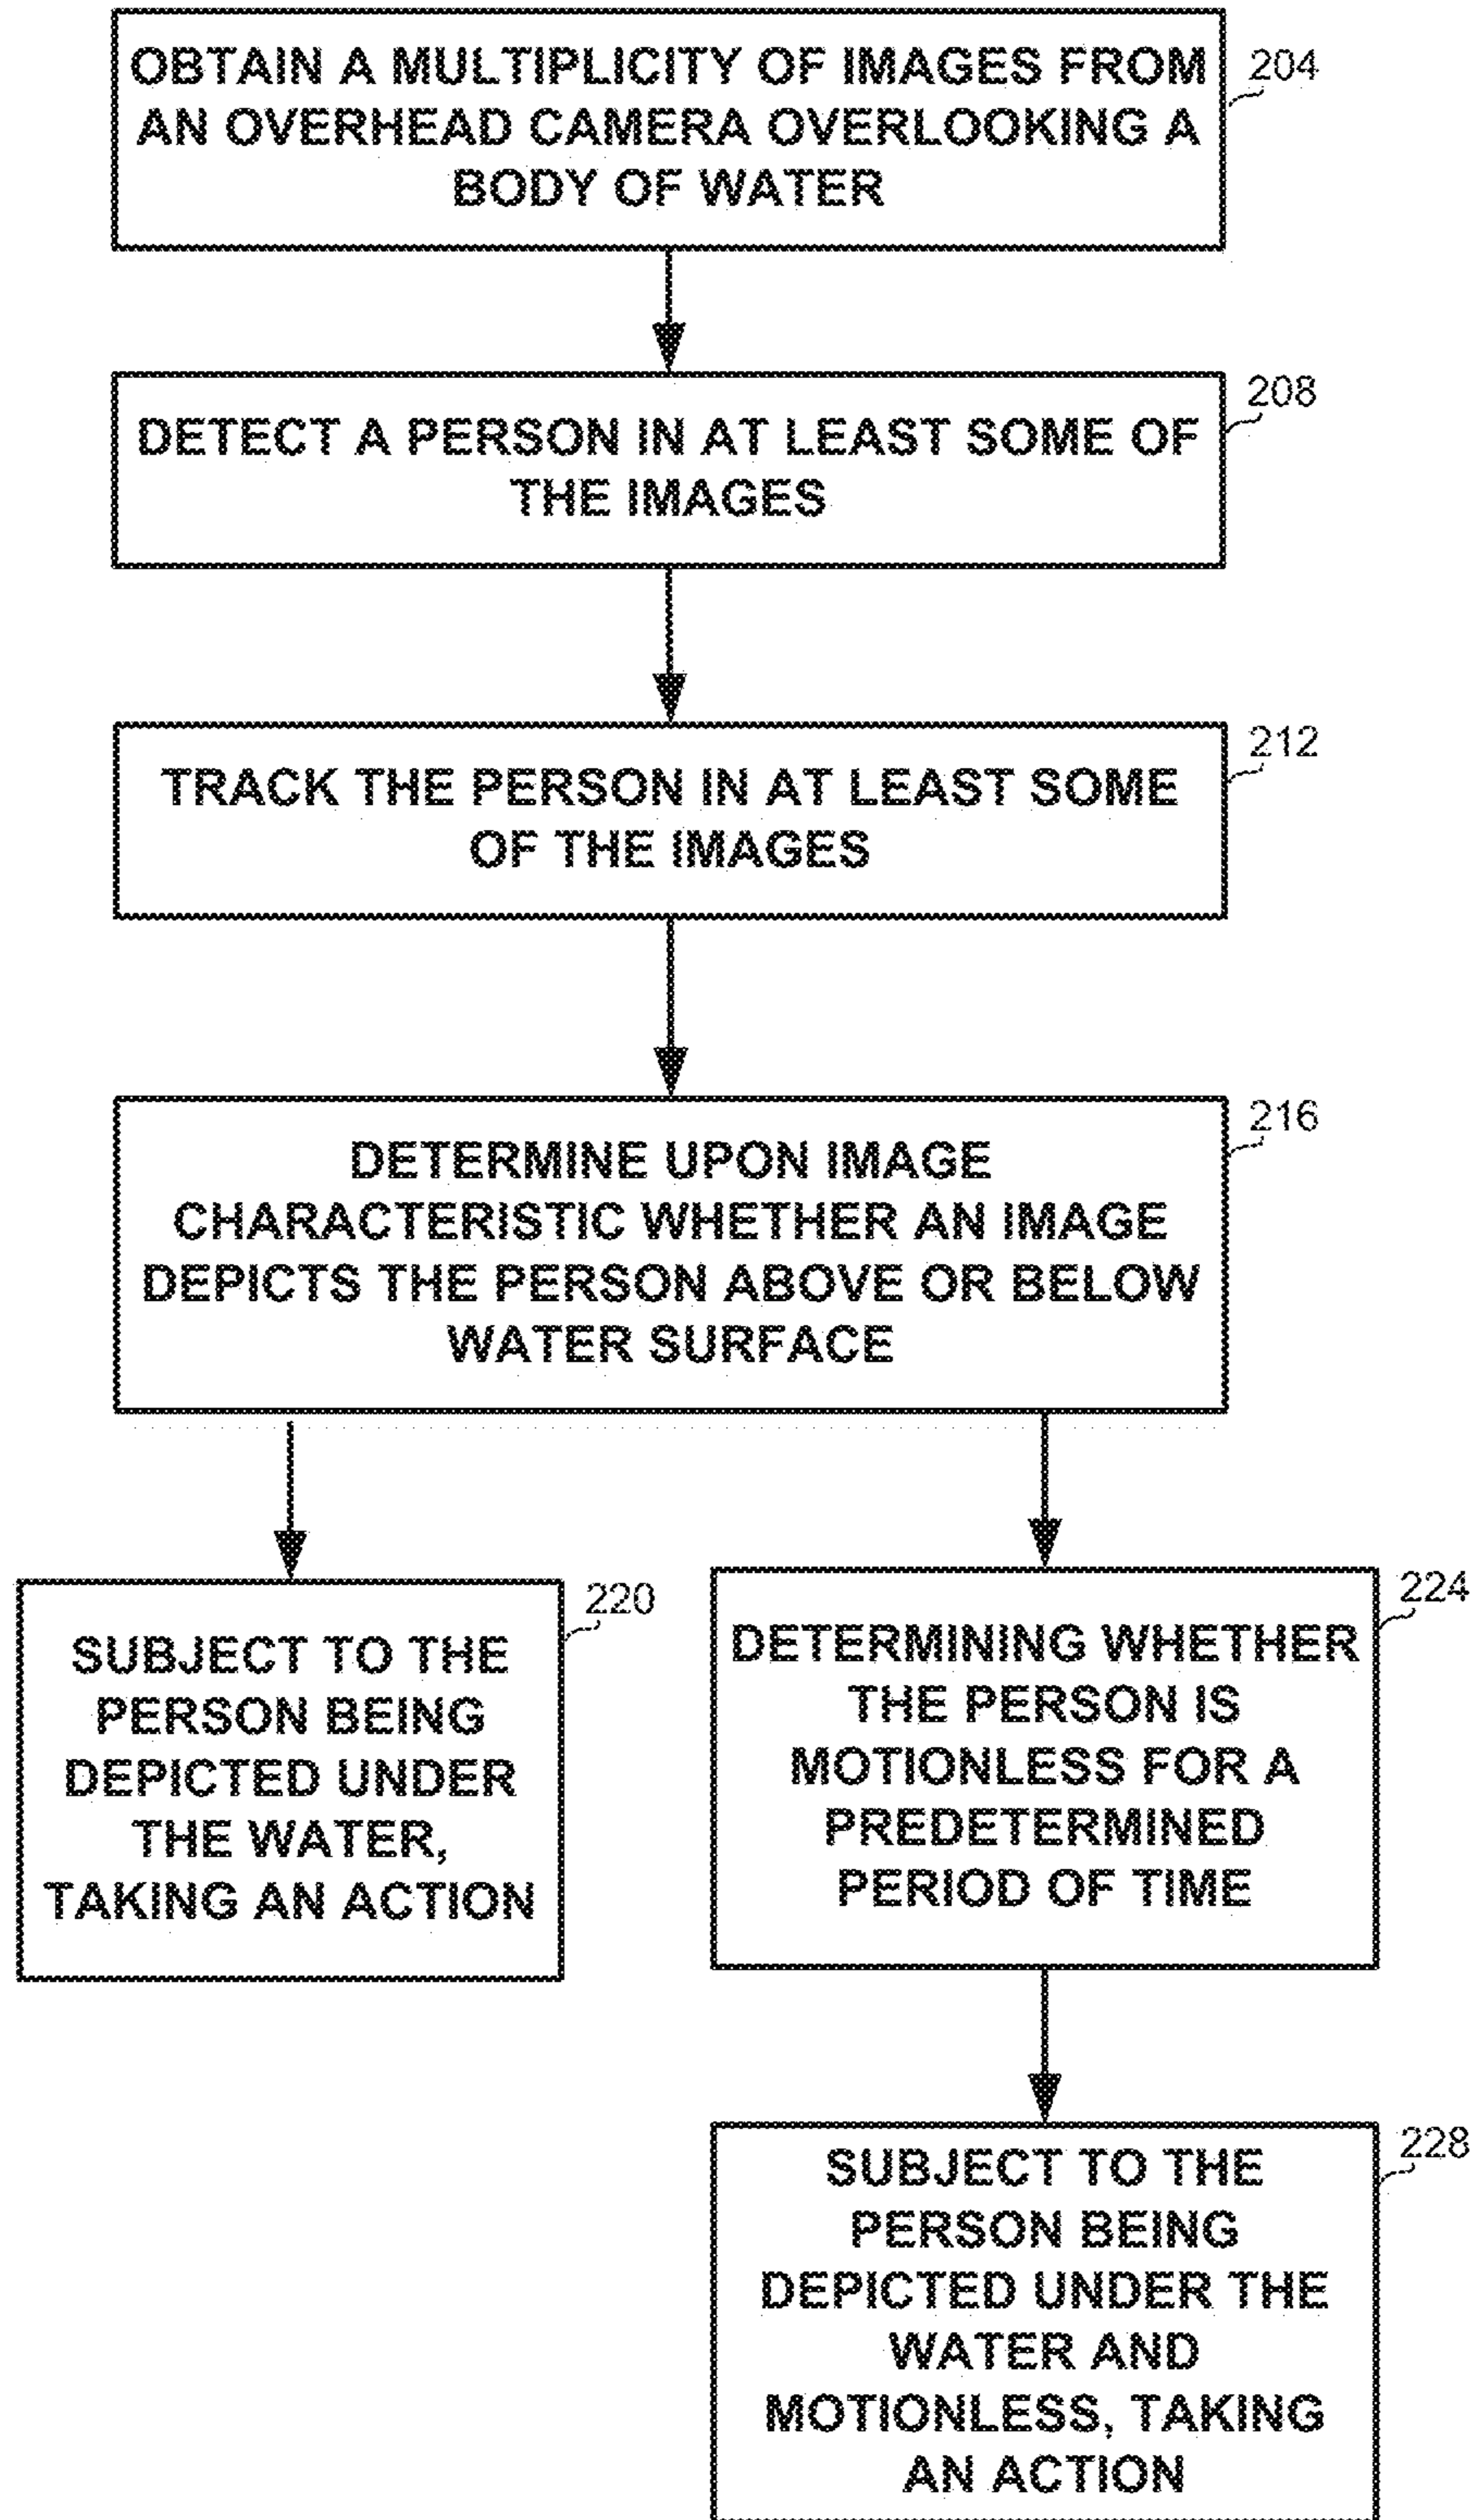 OBTAIN A MULTIPLICITY OF IMAGES FROM
AN OVERHEAD CAMERA OVERLOOKING A
BODY OF WATER
204
DETECT A PERSON IN AT LEAST SOME OF
THE IMAGES
208
TRACK THE PERSON IN AT LEAST SOME
OF THE IMAGES
212
DETERMINE UPON IMAGE
CHARACTERISTIC WHETHER AN IMAGE
DEPICTS THE PERSON ABOVE OR BELOW
WATER SURFACE
216
SUBJECT TO THE
PERSON BEING
DEPICTED UNDER
THE WATER,
TAKING AN ACTION
220
DETERMINING WHETHER
THE PERSON IS
MOTIONLESS FOR A
PREDETERMINED
PERIOD OF TIME
224
SUBJECT TO THE
PERSON BEING
DEPICTED UNDER THE
WATER AND
MOTIONLESS, TAKING
AN ACTION
228